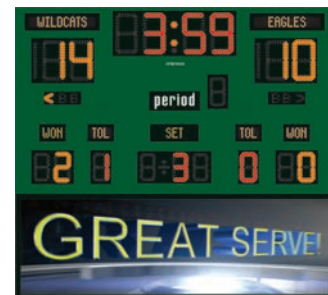 WILDCATS 3:59 EAGLES
14 10
period
WON TOL SET TOL WON
2 1 3 0 0
GREAT SERVE!